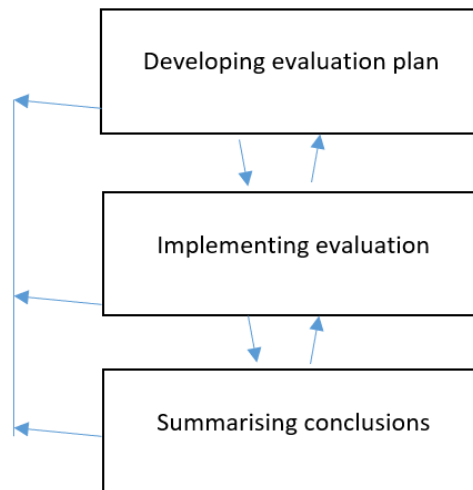 Developing evaluation plan
Implementing evaluation
Summarising conclusions